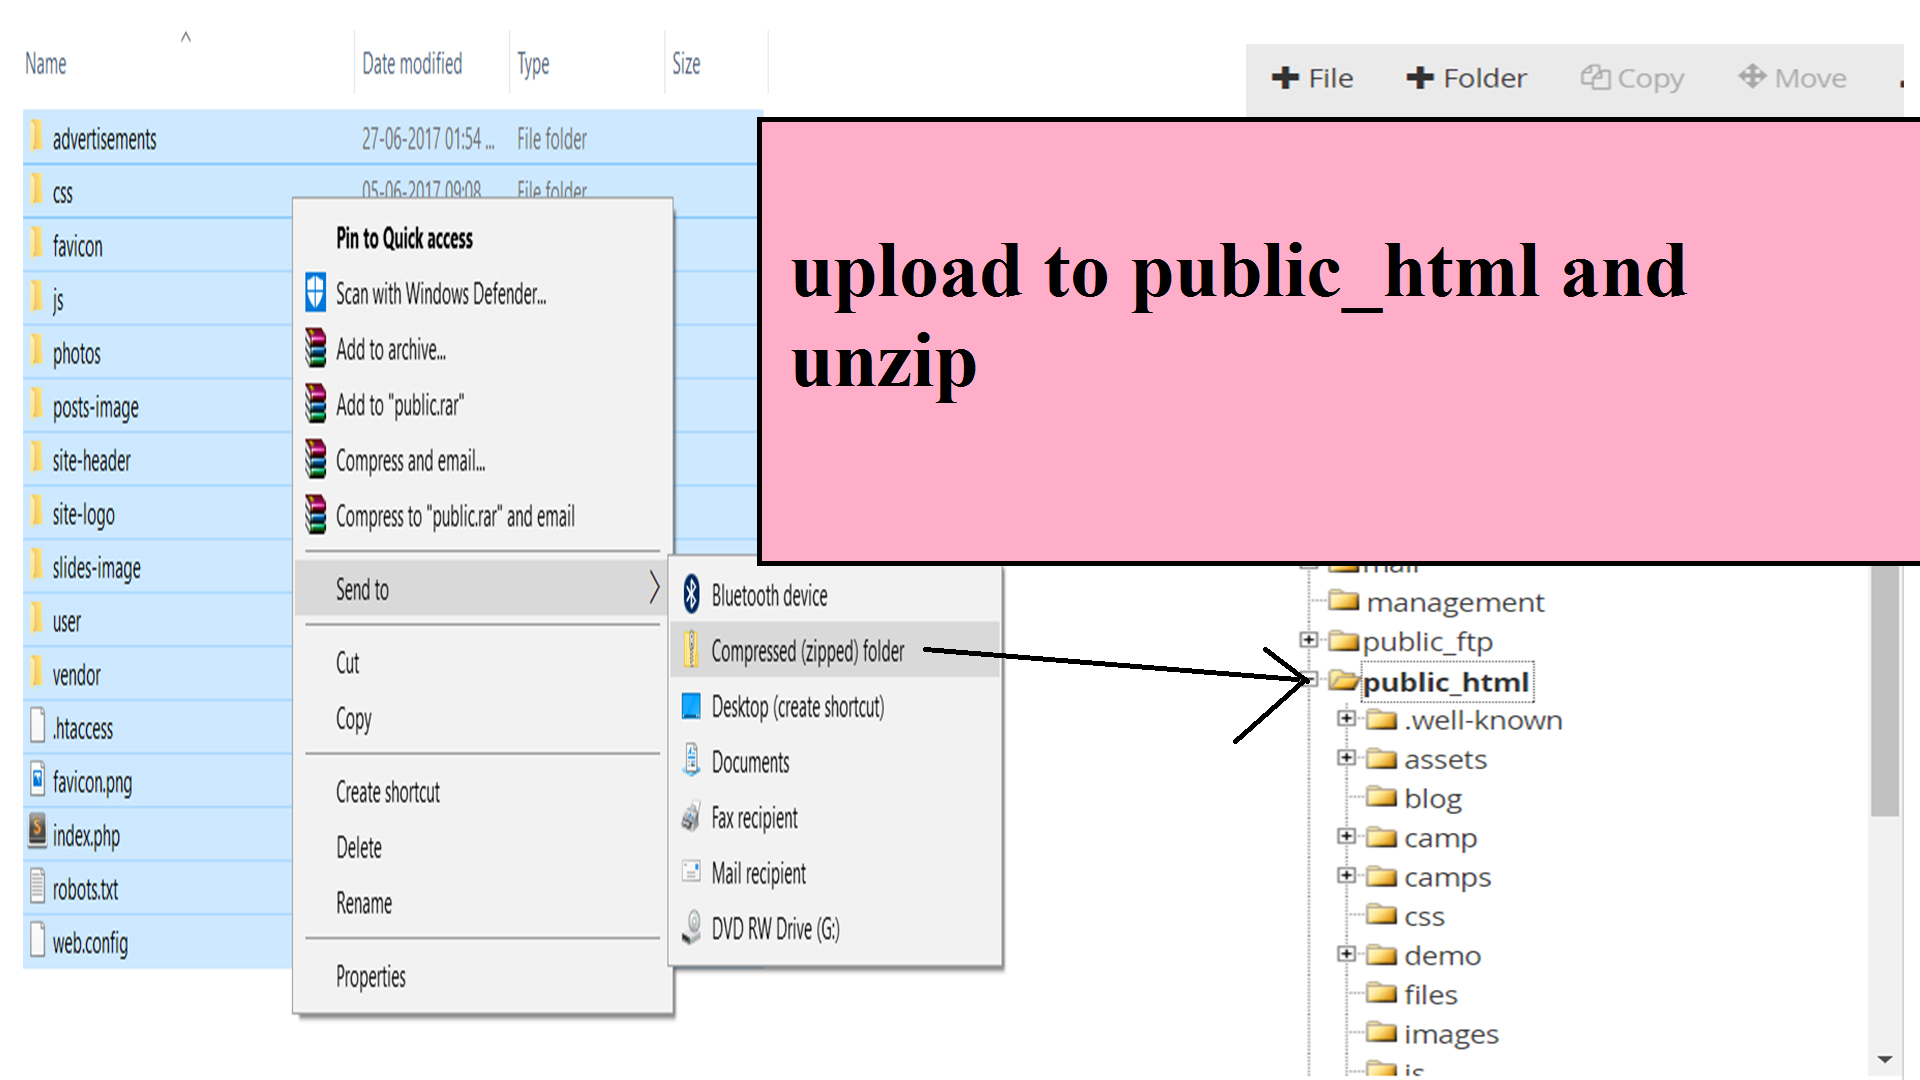 Name
Date modified
Type
Size
advertisements
27-06-2017 01:54 ...
File folder
css
05-06-2017 09:08
File folder
favicon
js
photos
posts-image
site-header
site-logo
slides-image
user
vendor
.htaccess
favicon.png
index.php
robots.txt
web.config
Pin to Quick access
Scan with Windows Defender...
Add to archive...
Add to "public.rar"
Compress and email...
Compress to "public.rar" and email
Send to
Cut
Copy
Create shortcut
Delete
Rename
Properties
Bluetooth device
Compressed (zipped) folder
Desktop (create shortcut)
Documents
Fax recipient
Mail recipient
DVD RW Drive (G:)
File
Folder
Copy
Move
upload to public_html and
unzip
mail
management
public_ftp
public_html
.well-known
assets
blog
camp
camps
css
demo
files
images
js